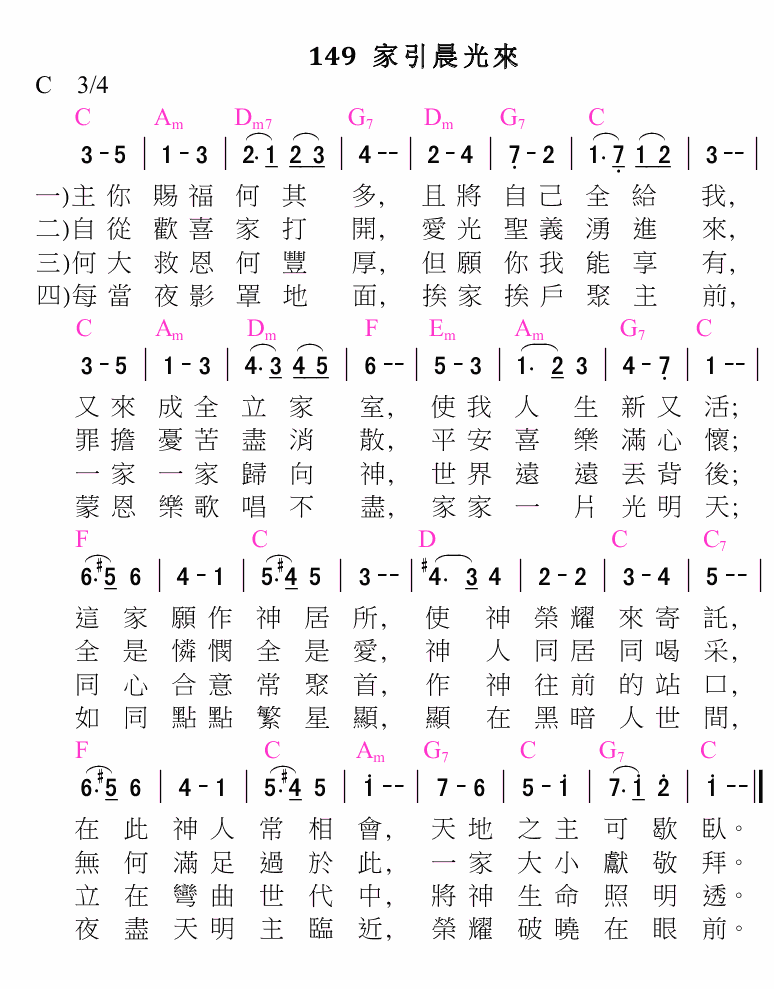 149 家引晨光來
C 3/4
C Am Dm7 G7 Dm G7 C
3 - 5 | 1 - 3 | 2. 1 2 3 | 4 - - | 2 - 4 | 7̣ - 2 | 1. 7̣ 1 2 | 3 - - |
一)主你 賜福 何其 多, 且將 自己 全給 我,
二)自從 歡喜 家打 開, 愛光 聖義 湧進 來,
三)何大 救恩 何豐 厚, 但願 你我 能享 有,
四)每當 夜影 罩地 面, 挨家 挨戶 聚主 前,
C Am Dm F Em Am G7 C
3 - 5 | 1 - 3 | 4. 3 4 5 | 6 - - | 5 - 3 | 1. 2 3 | 4 - 7̣ | 1 - - |
又來 成全 立家 室, 使我 人生 新又 活;
罪擔 憂苦 盡消 散, 平安 喜樂 滿心 懷;
一家 一家 歸向 神, 世界 遠遠 丟背 後;
蒙恩 樂歌 唱不 盡, 家家 一片 光明 天;
F C D C C7
6. #5 6 | 4 - 1 | 5. #4 5 | 3 - - | #4. 3 4 | 2 - 2 | 3 - 4 | 5 - - |
這家 願作 神居 所, 使神 榮耀 來寄 託,
全是 憐憫 全是 愛, 神人 同居 同喝 采,
同心 合意 常聚 首, 作神 往前 的站 口,
如同 點點 繁星 顯, 顯在 黑暗 人世 間,
F C Am G7 C G7 C
6. #5 6 | 4 - 1 | 5. #4 5 | 1̇ - - | 7 - 6 | 5 - 1̇ | 7. 1̇ 2̇ | 1̇ - - ‖
在此 神人 常相 會, 天地 之主 可歇 臥。
無何 滿足 過於 此, 一家 大小 獻敬 拜。
立在 彎曲 世代 中, 將神 生命 照明 透。
夜盡 天明 主臨 近, 榮耀 破曉 在眼 前。